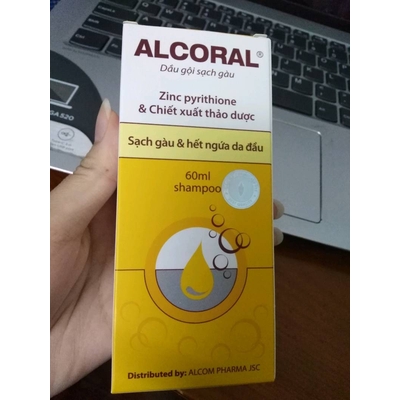 ALCORAL®
Dầu gội sạch gàu
Zinc pyrithione
& Chiết xuất thảo dược
Sạch gàu & hết ngứa da đầu
60ml
shampoo
Distributed by: ALCOM PHARMA JSC